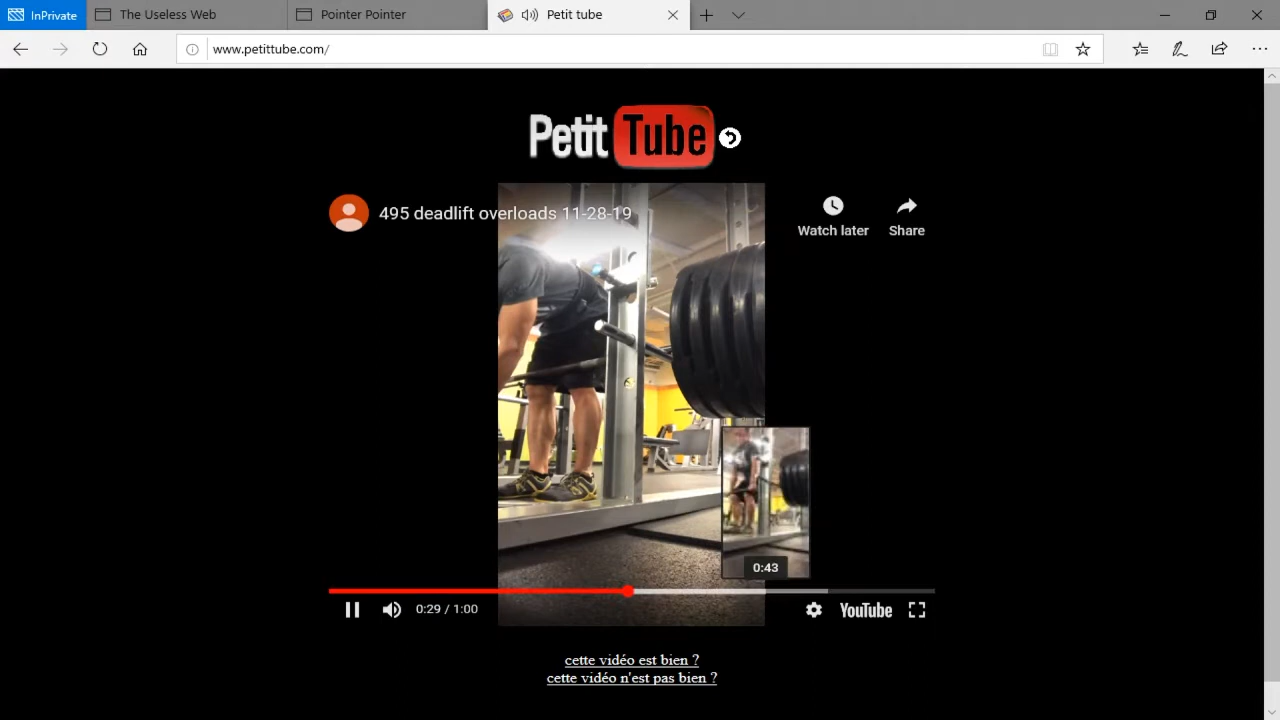 InPrivate
The Useless Web
Pointer Pointer
Petit tube
www.petittube.com/
Petit Tube
495 deadlift overloads 11-28-19
Watch later
Share
0:43
0:29 / 1:00
YouTube
cette vidéo est bien ?
cette vidéo n'est pas bien ?